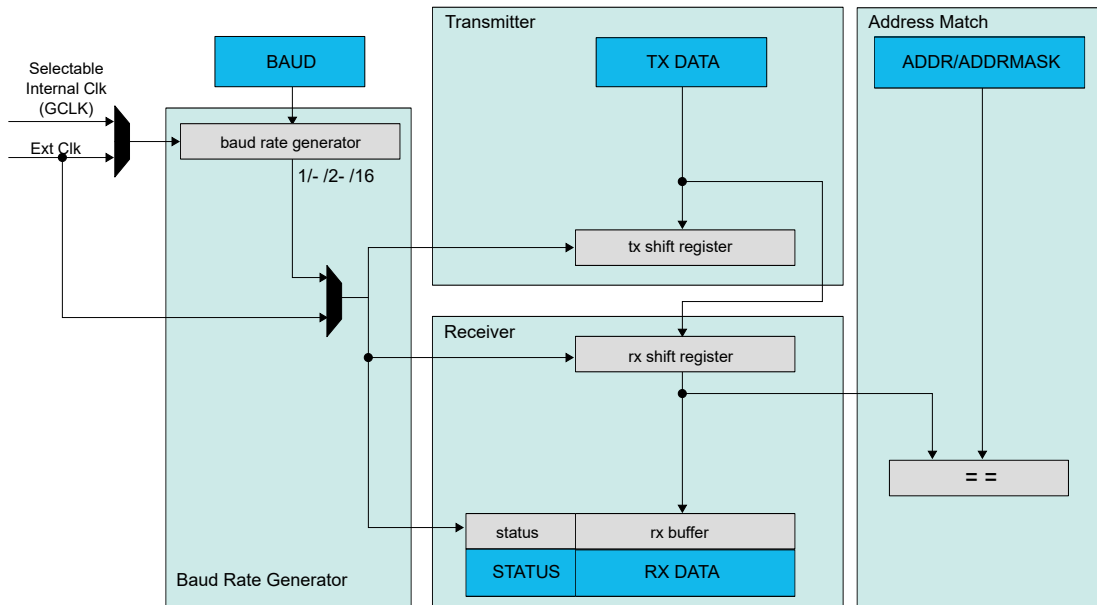 Transmitter
Address Match
BAUD
TX DATA
ADDR/ADDRMASK
Selectable
Internal Clk
(GCLK)
Ext Clk
baud rate generator
1/- /2- /16
tx shift register
Receiver
rx shift register
= =
status
rx buffer
STATUS
RX DATA
Baud Rate Generator